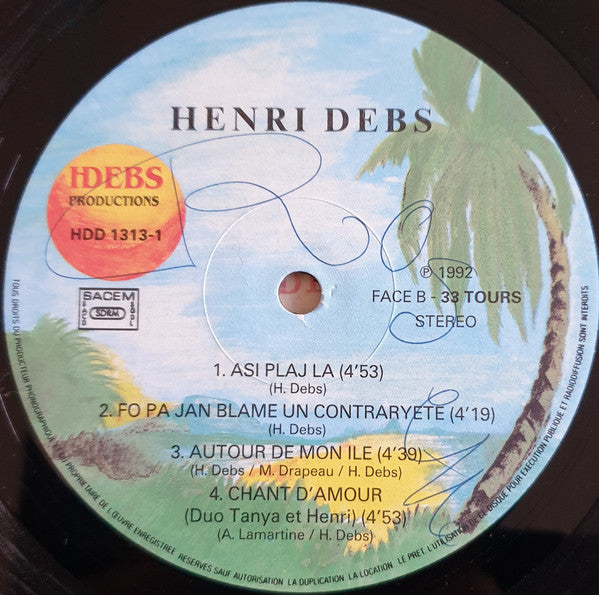 HENRI DEBS
HDEBS
PRODUCTIONS
HDD 1313-1
SACEM
SACD
SDRM
SGDL
℗ 1992
FACE B - 33 TOURS
STEREO
1. ASI PLAJ LA (4'53)
(H. Debs)
2. FO PA JAN BLAME UN CONTRARYETE (4'19)
(H. Debs)
3. AUTOUR DE MON ILE (4'39)
(H. Debs / M. Drapeau / H. Debs)
4. CHANT D'AMOUR
(Duo Tanya et Henri) (4'53)
(A. Lamartine / H. Debs)
TOUS DROITS DU PRODUCTEUR PHONOGRAPHIQUE ET DU PROPRIETAIRE DE L'ŒUVRE ENREGISTREE RESERVES SAUF AUTORISATION LA DUPLICATION LA LOCATION LE PRET, L'UTILISATION DE CE DISQUE POUR EXECUTION PUBLIQUE ET RADIODIFFUSION SONT INTERDITS